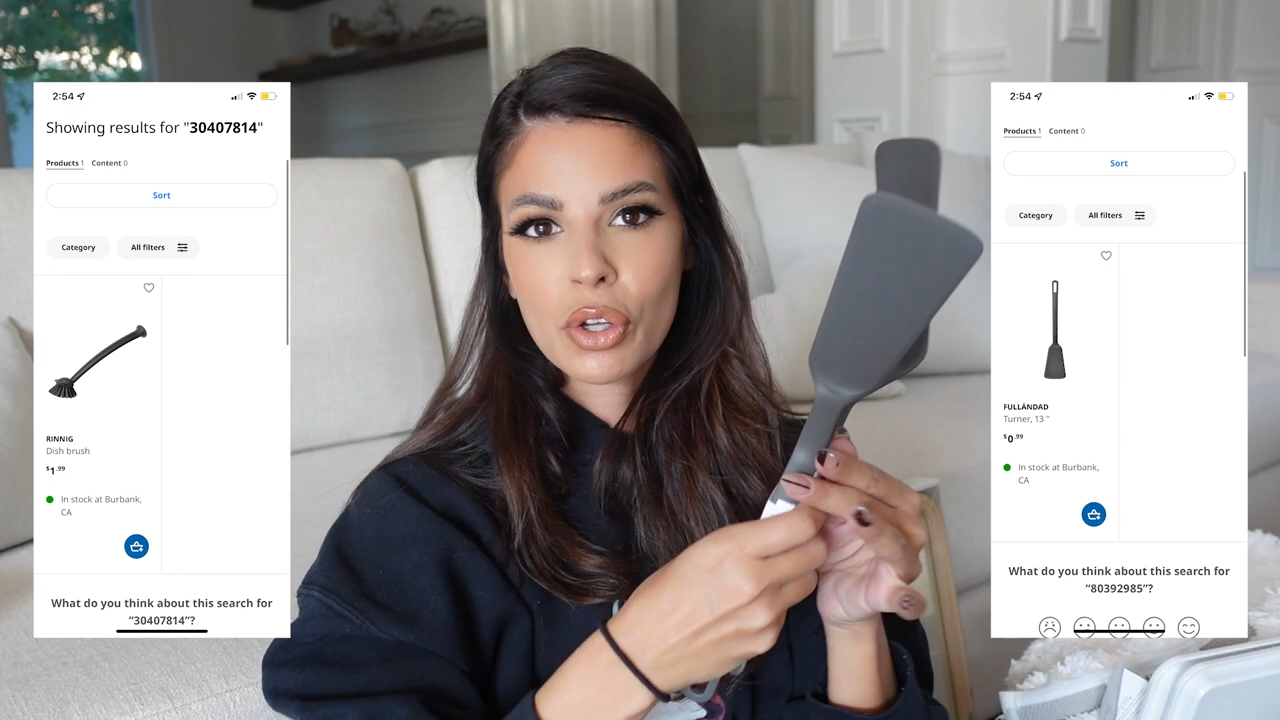 2:54
Showing results for "30407814"
Products 1 Content 0
Sort
Category All filters
RINNIG
Dish brush
$1.99
In stock at Burbank,
CA
What do you think about this search for
“30407814”?
2:54
Products 1 Content 0
Sort
Category All filters
FULLÄNDAD
Turner, 13 "
$0.99
In stock at Burbank,
CA
What do you think about this search for
“80392985”?